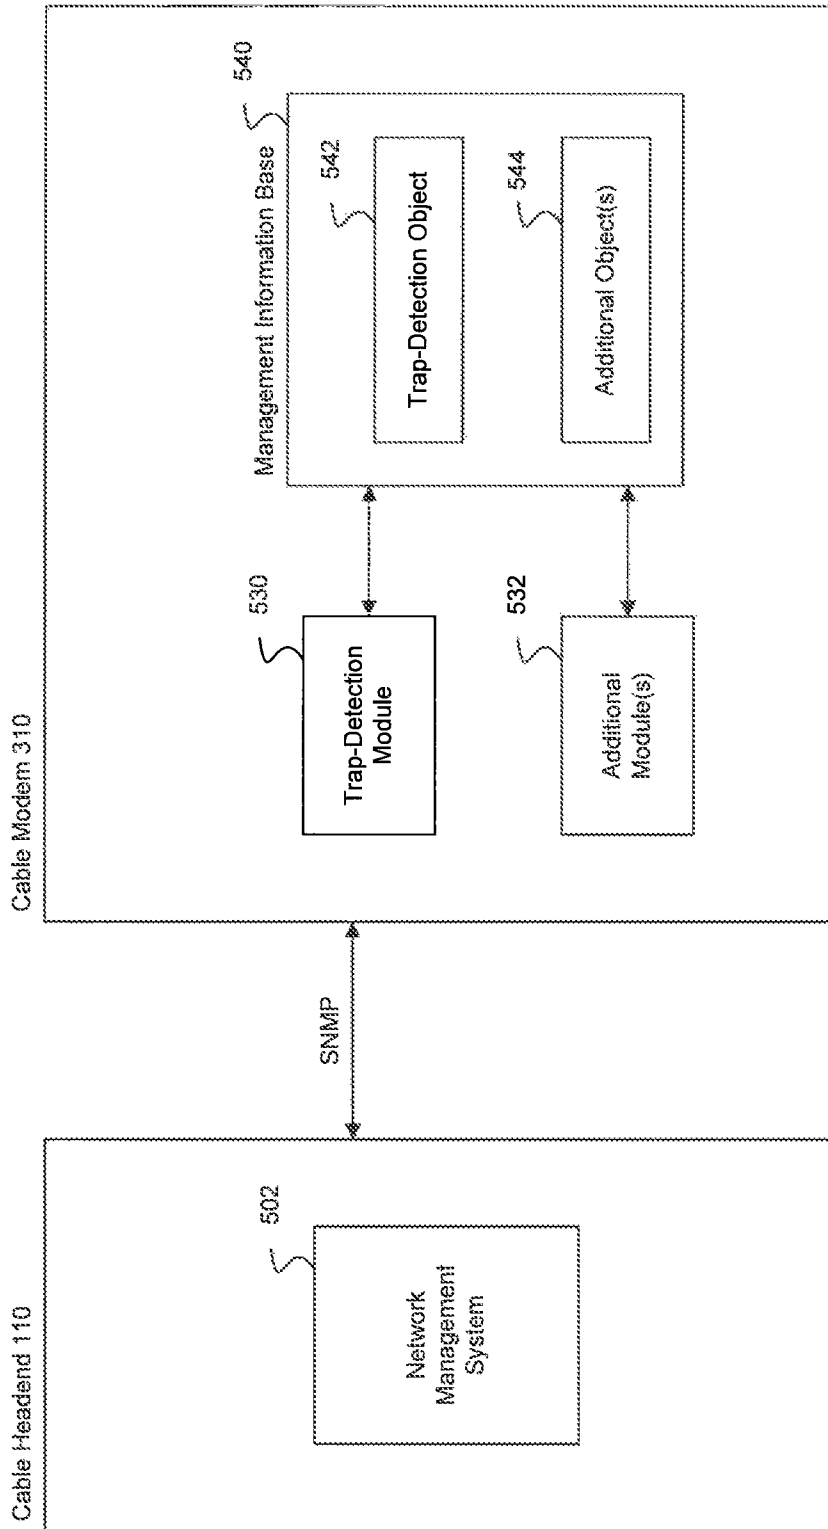 Cable Headend 110
502
Network
Management
System
SNMP
Cable Modem 310
530
Trap-Detection
Module
532
Additional
Module(s)
Management Information Base
540
542
Trap-Detection Object
544
Additional Object(s)